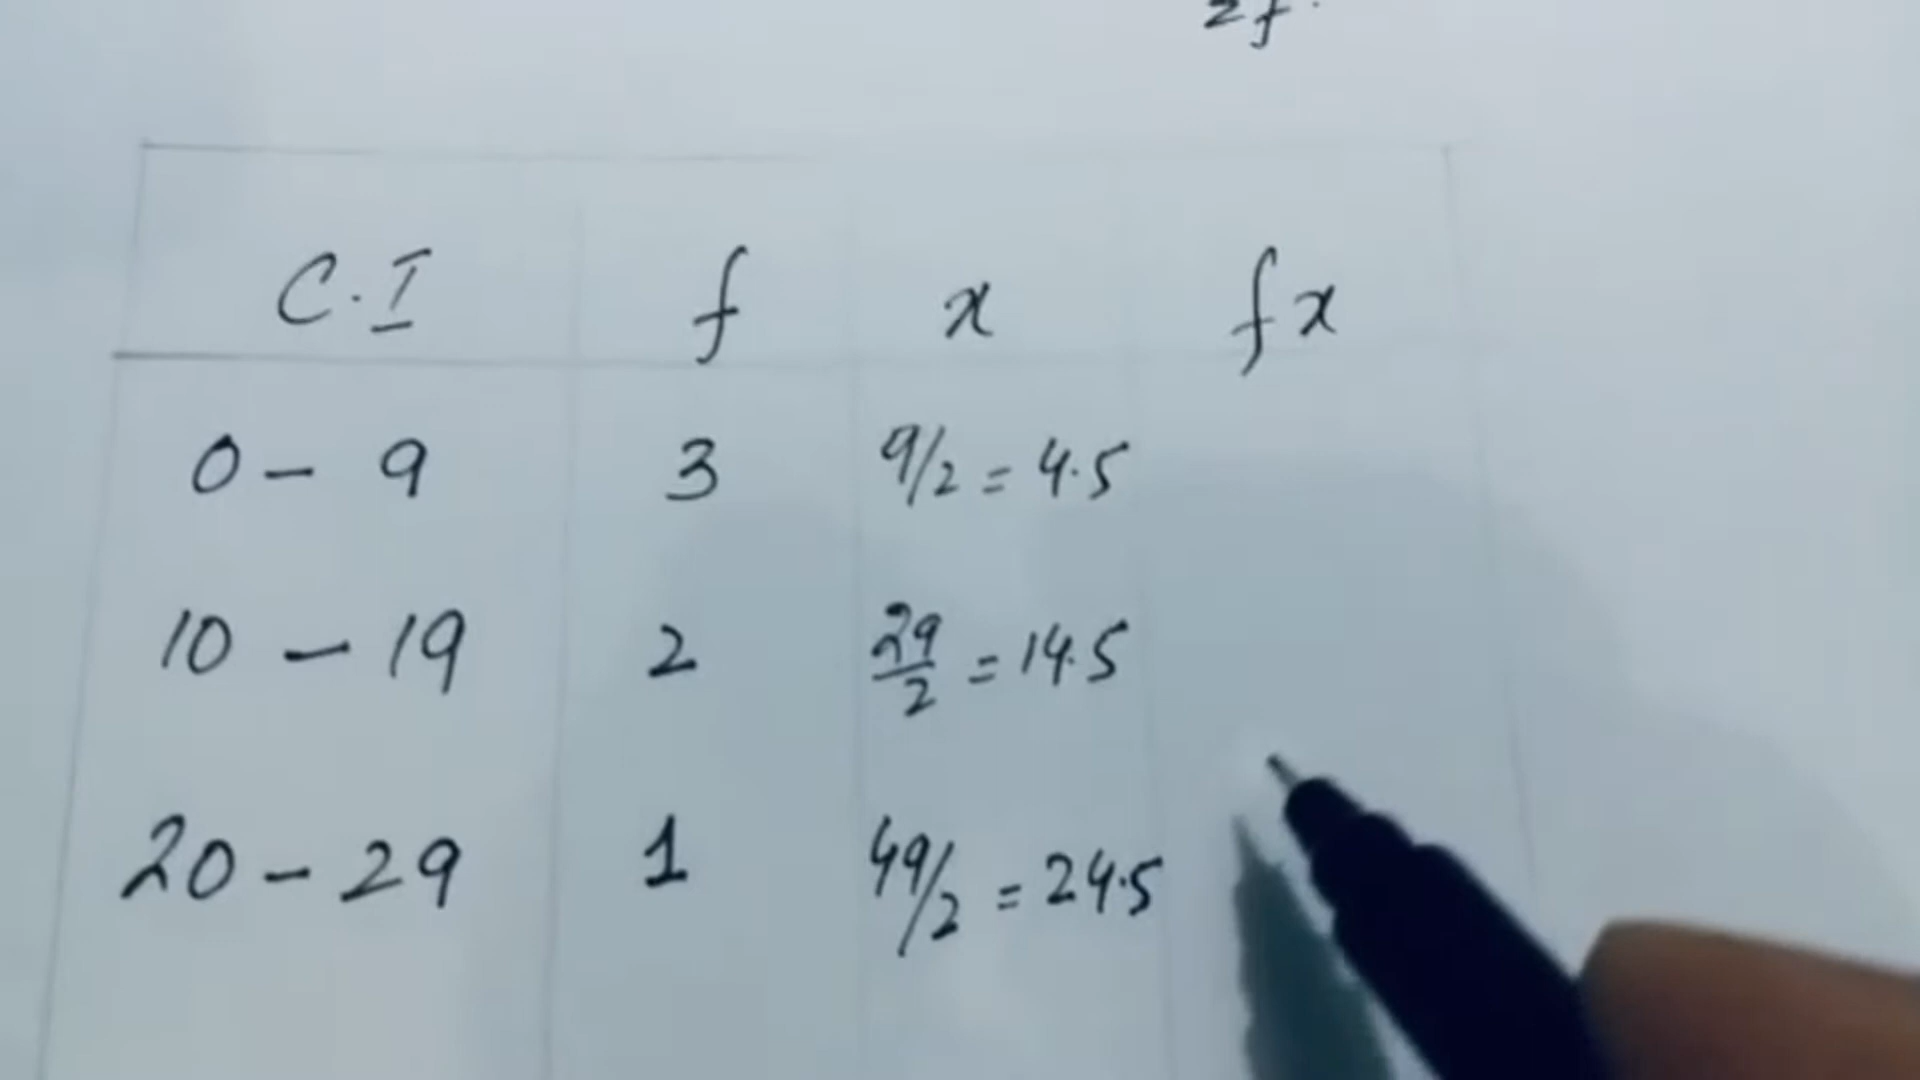 Σf
C.I f x fx
0 - 9 3 9/2 = 4.5
10 - 19 2 29/2 = 14.5
20 - 29 1 49/2 = 24.5